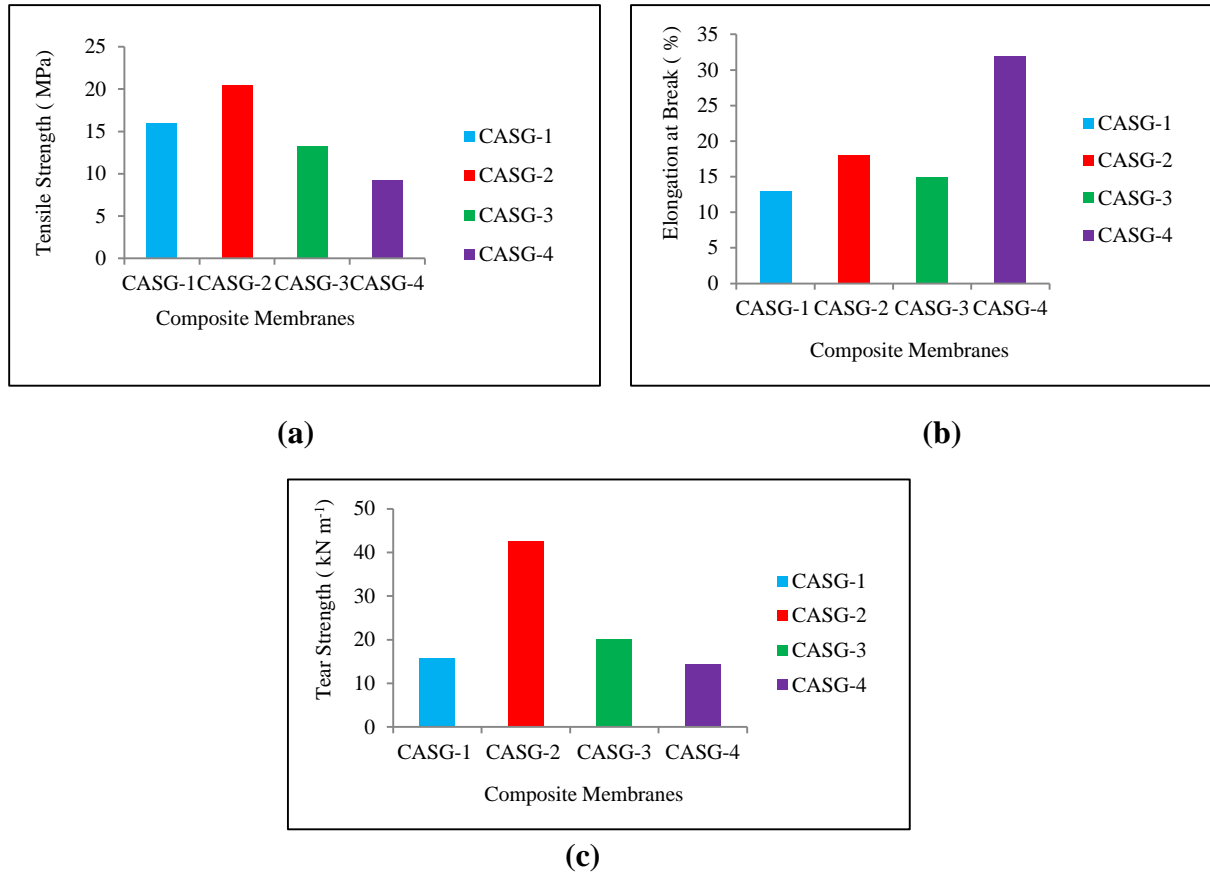 Tensile Strength ( MPa)
25
20
15
10
5
0
CASG-1CASG-2CASG-3CASG-4
Composite Membranes
CASG-1
CASG-2
CASG-3
CASG-4
(a)
Elongation at Break ( %)
35
30
25
20
15
10
5
0
CASG-1 CASG-2 CASG-3 CASG-4
Composite Membranes
CASG-1
CASG-2
CASG-3
CASG-4
(b)
Tear Strength ( kN m-1)
50
40
30
20
10
0
CASG-1 CASG-2 CASG-3 CASG-4
Composite Membranes
CASG-1
CASG-2
CASG-3
CASG-4
(c)